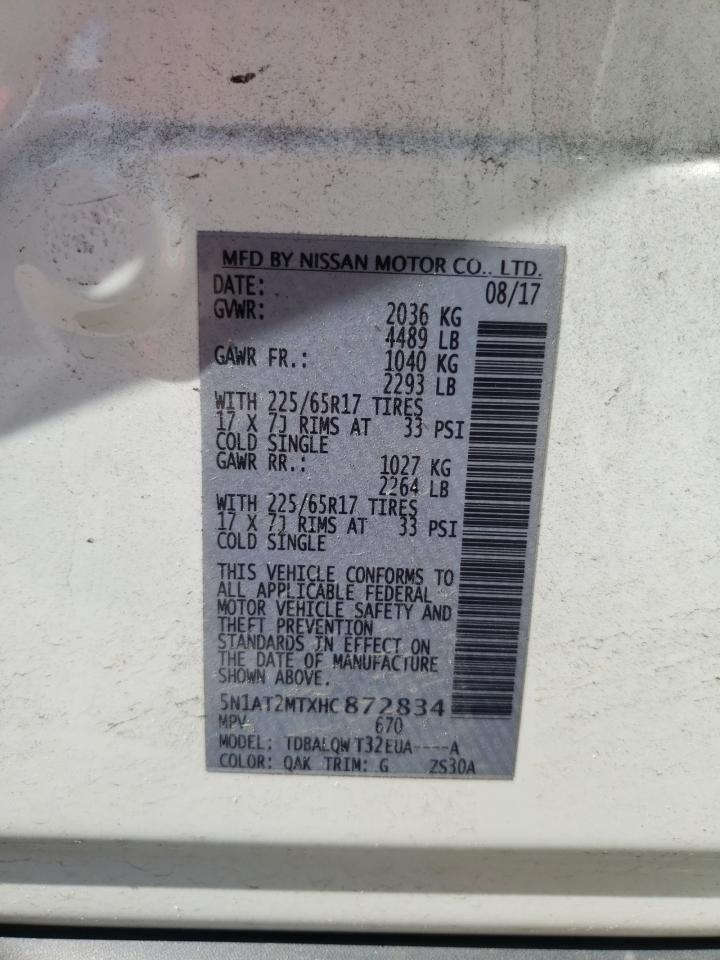 MFD BY NISSAN MOTOR CO., LTD.
DATE: 08/17
GVWR: 2036 KG
4489 LB
GAWR FR.: 1040 KG
2293 LB
WITH 225/65R17 TIRES
17 X 7J RIMS AT 33 PSI
COLD SINGLE
GAWR RR.: 1027 KG
2264 LB
WITH 225/65R17 TIRES
17 X 7J RIMS AT 33 PSI
COLD SINGLE
THIS VEHICLE CONFORMS TO
ALL APPLICABLE FEDERAL
MOTOR VEHICLE SAFETY AND
THEFT PREVENTION
STANDARDS IN EFFECT ON
THE DATE OF MANUFACTURE
SHOWN ABOVE.
5N1AT2MTXHC872834
MPV 670
MODEL: TDBALQW T32EUA----A
COLOR: QAK TRIM: G ZS30A